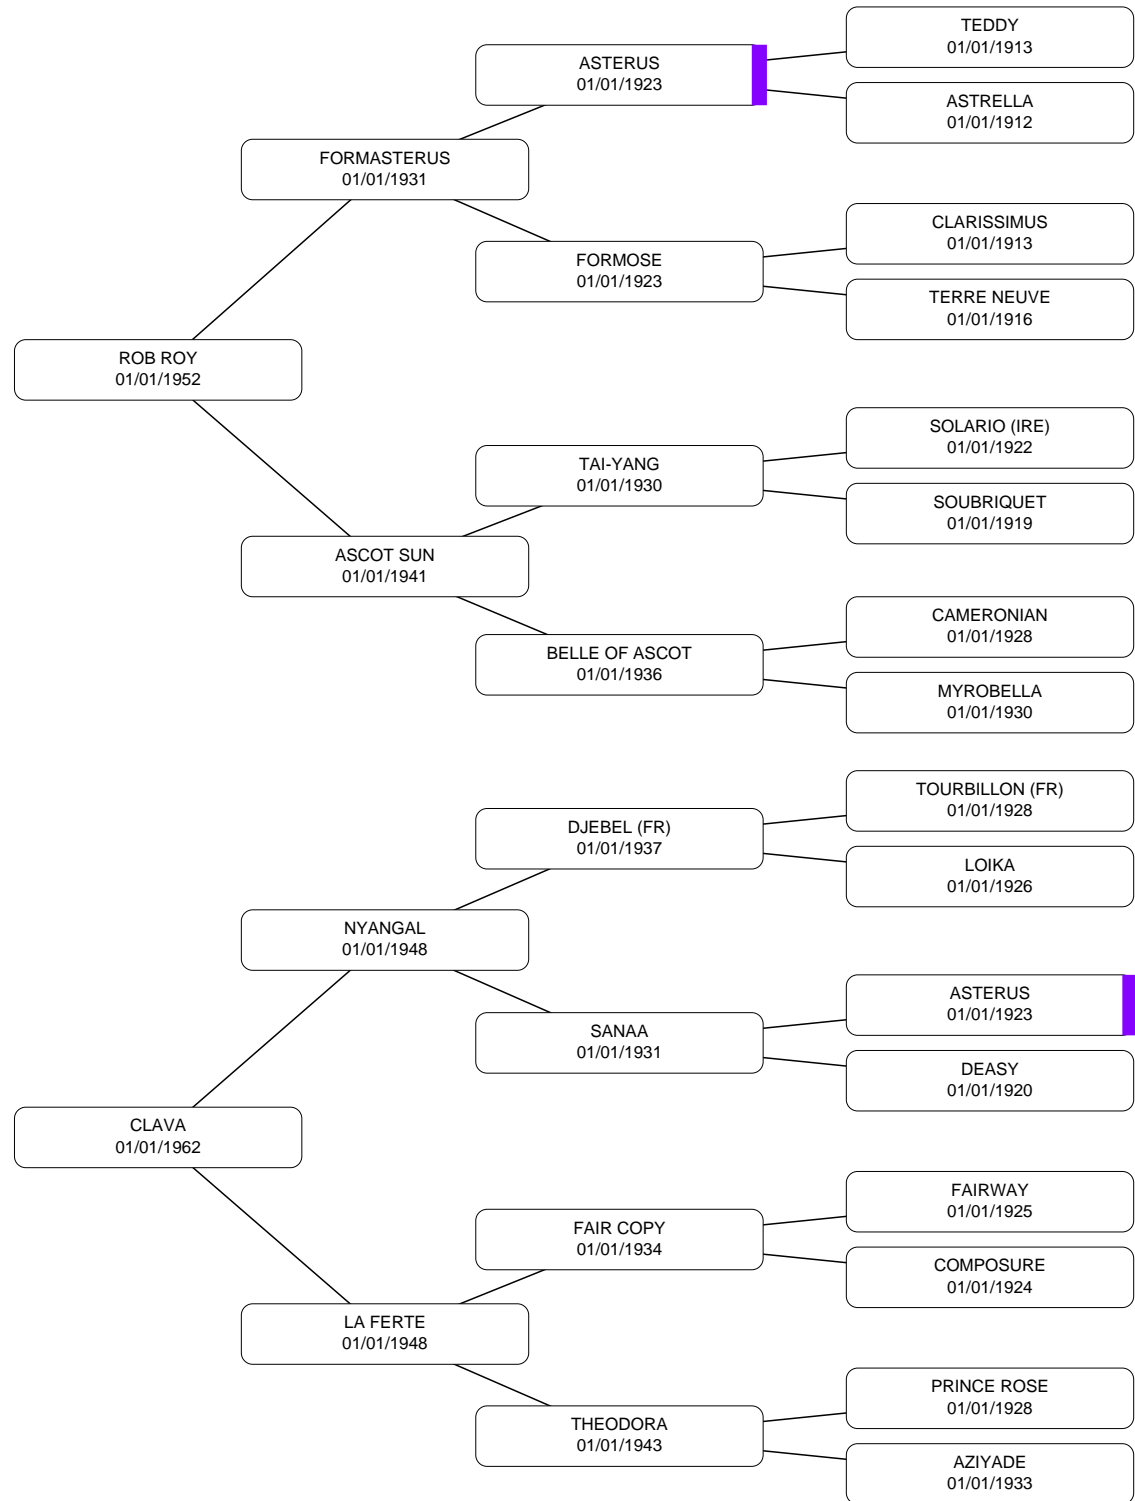 TEDDY
01/01/1913
ASTERUS
01/01/1923
ASTRELLA
01/01/1912
FORMASTERUS
01/01/1931
CLARISSIMUS
01/01/1913
FORMOSE
01/01/1923
TERRE NEUVE
01/01/1916
ROB ROY
01/01/1952
SOLARIO (IRE)
01/01/1922
TAI-YANG
01/01/1930
SOUBRIQUET
01/01/1919
ASCOT SUN
01/01/1941
CAMERONIAN
01/01/1928
BELLE OF ASCOT
01/01/1936
MYROBELLA
01/01/1930
TOURBILLON (FR)
01/01/1928
DJEBEL (FR)
01/01/1937
LOIKA
01/01/1926
NYANGAL
01/01/1948
ASTERUS
01/01/1923
SANAA
01/01/1931
DEASY
01/01/1920
CLAVA
01/01/1962
FAIRWAY
01/01/1925
FAIR COPY
01/01/1934
COMPOSURE
01/01/1924
LA FERTE
01/01/1948
PRINCE ROSE
01/01/1928
THEODORA
01/01/1943
AZIYADE
01/01/1933